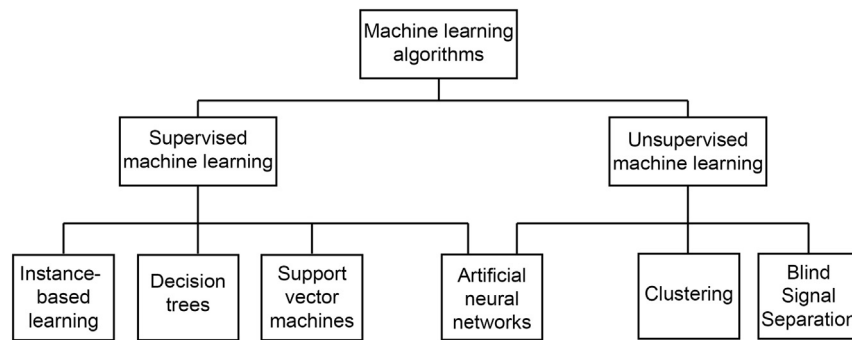 Machine learning
algorithms
Supervised
machine learning
Unsupervised
machine learning
Instance-
based
learning
Decision
trees
Support
vector
machines
Artificial
neural
networks
Clustering
Blind
Signal
Separation